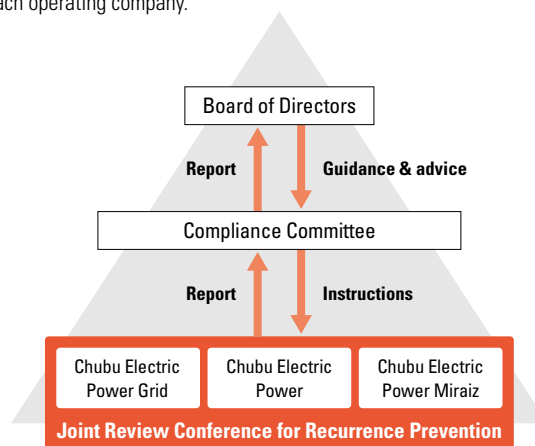 ach operating company.
Board of Directors
Report
Guidance & advice
Compliance Committee
Report
Instructions
Chubu Electric
Power Grid
Chubu Electric
Power
Chubu Electric
Power Miraiz
Joint Review Conference for Recurrence Prevention